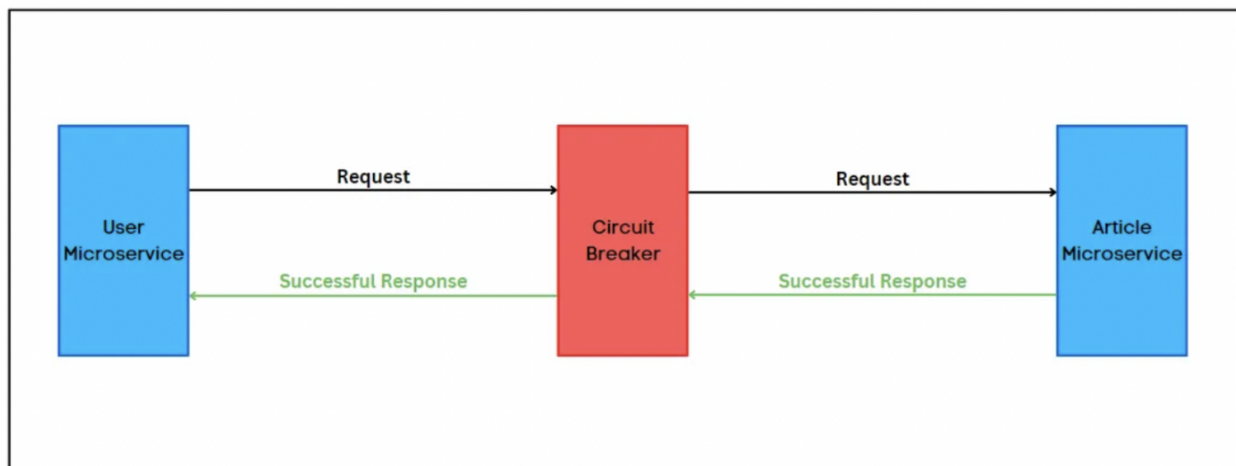 Request
Request
User
Microservice
Circuit
Breaker
Article
Microservice
Successful Response
Successful Response